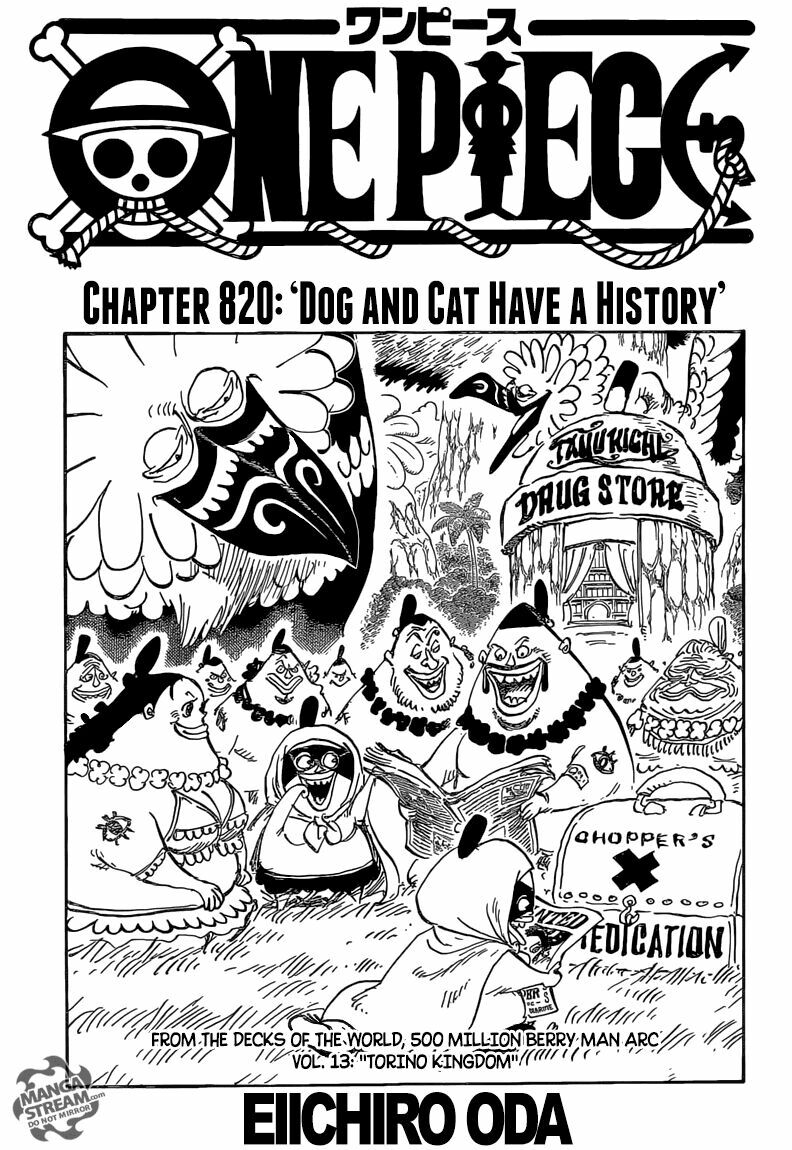 ワンピース
ONE PIECE
CHAPTER 820: 'DOG AND CAT HAVE A HISTORY'
TANUKICHI
DRUG STORE
CHOPPER'S
MEDICATION
FROM THE DECKS OF THE WORLD, 500 MILLION BERRY MAN ARC
VOL. 13: "TORINO KINGDOM"
MANGA
STREAM.com
DO NOT MIRROR
EIICHIRO ODA